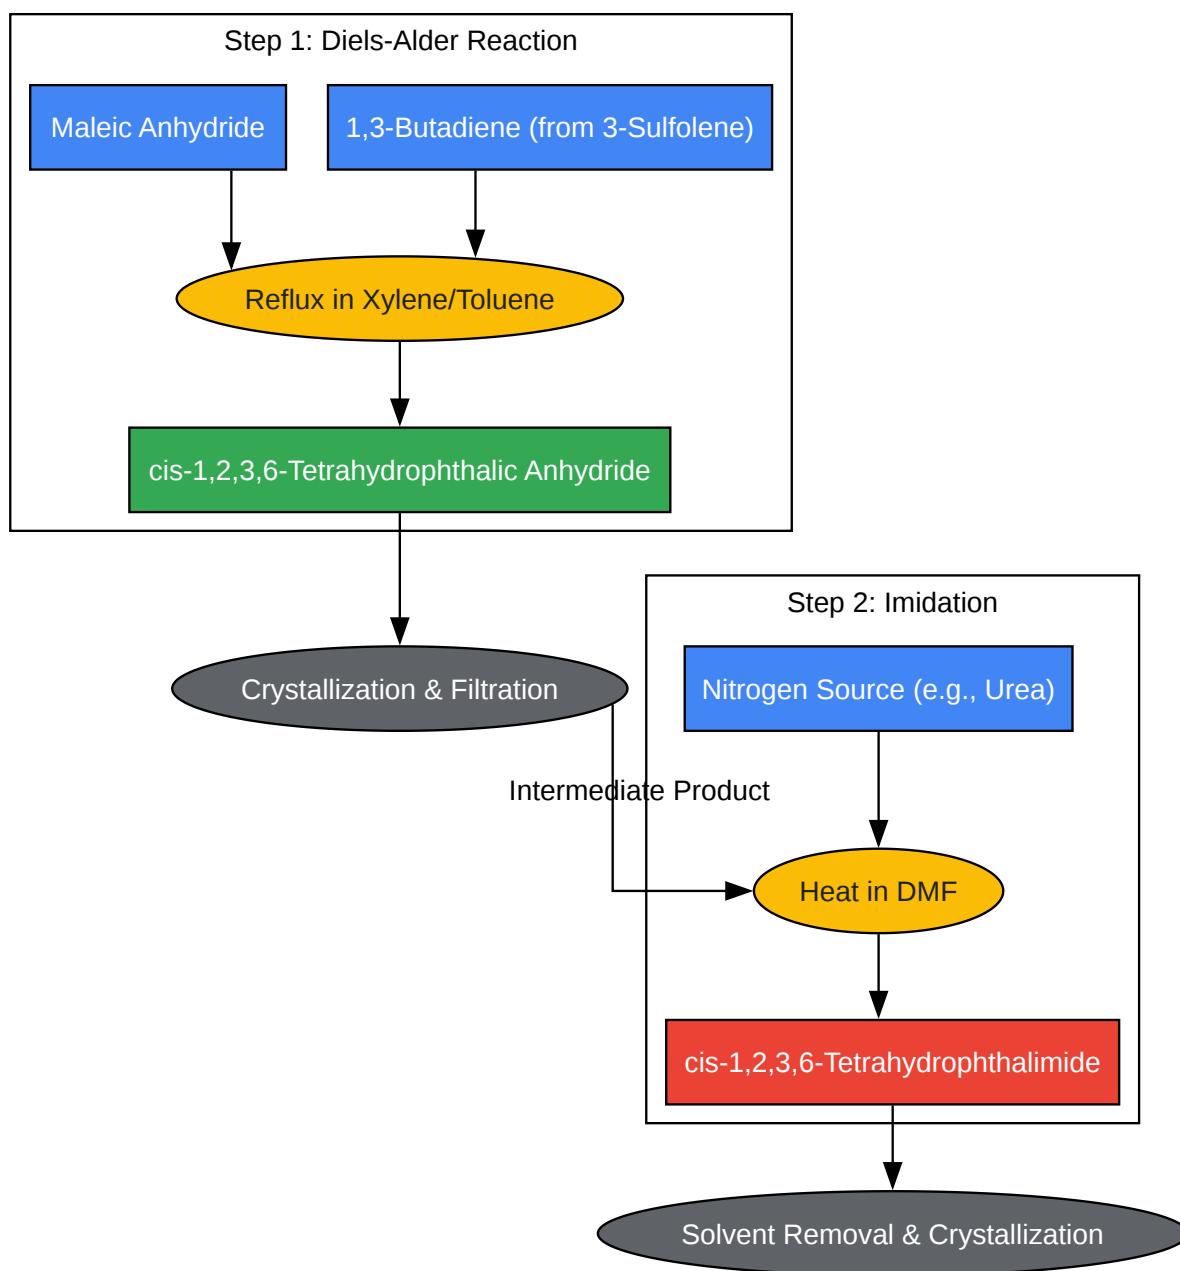 Step 1: Diels-Alder Reaction
Maleic Anhydride
1,3-Butadiene (from 3-Sulfolene)
Reflux in Xylene/Toluene
cis-1,2,3,6-Tetrahydrophthalic Anhydride
Crystallization & Filtration
Intermediate Product
Step 2: Imidation
Nitrogen Source (e.g., Urea)
Heat in DMF
cis-1,2,3,6-Tetrahydrophthalimide
Solvent Removal & Crystallization